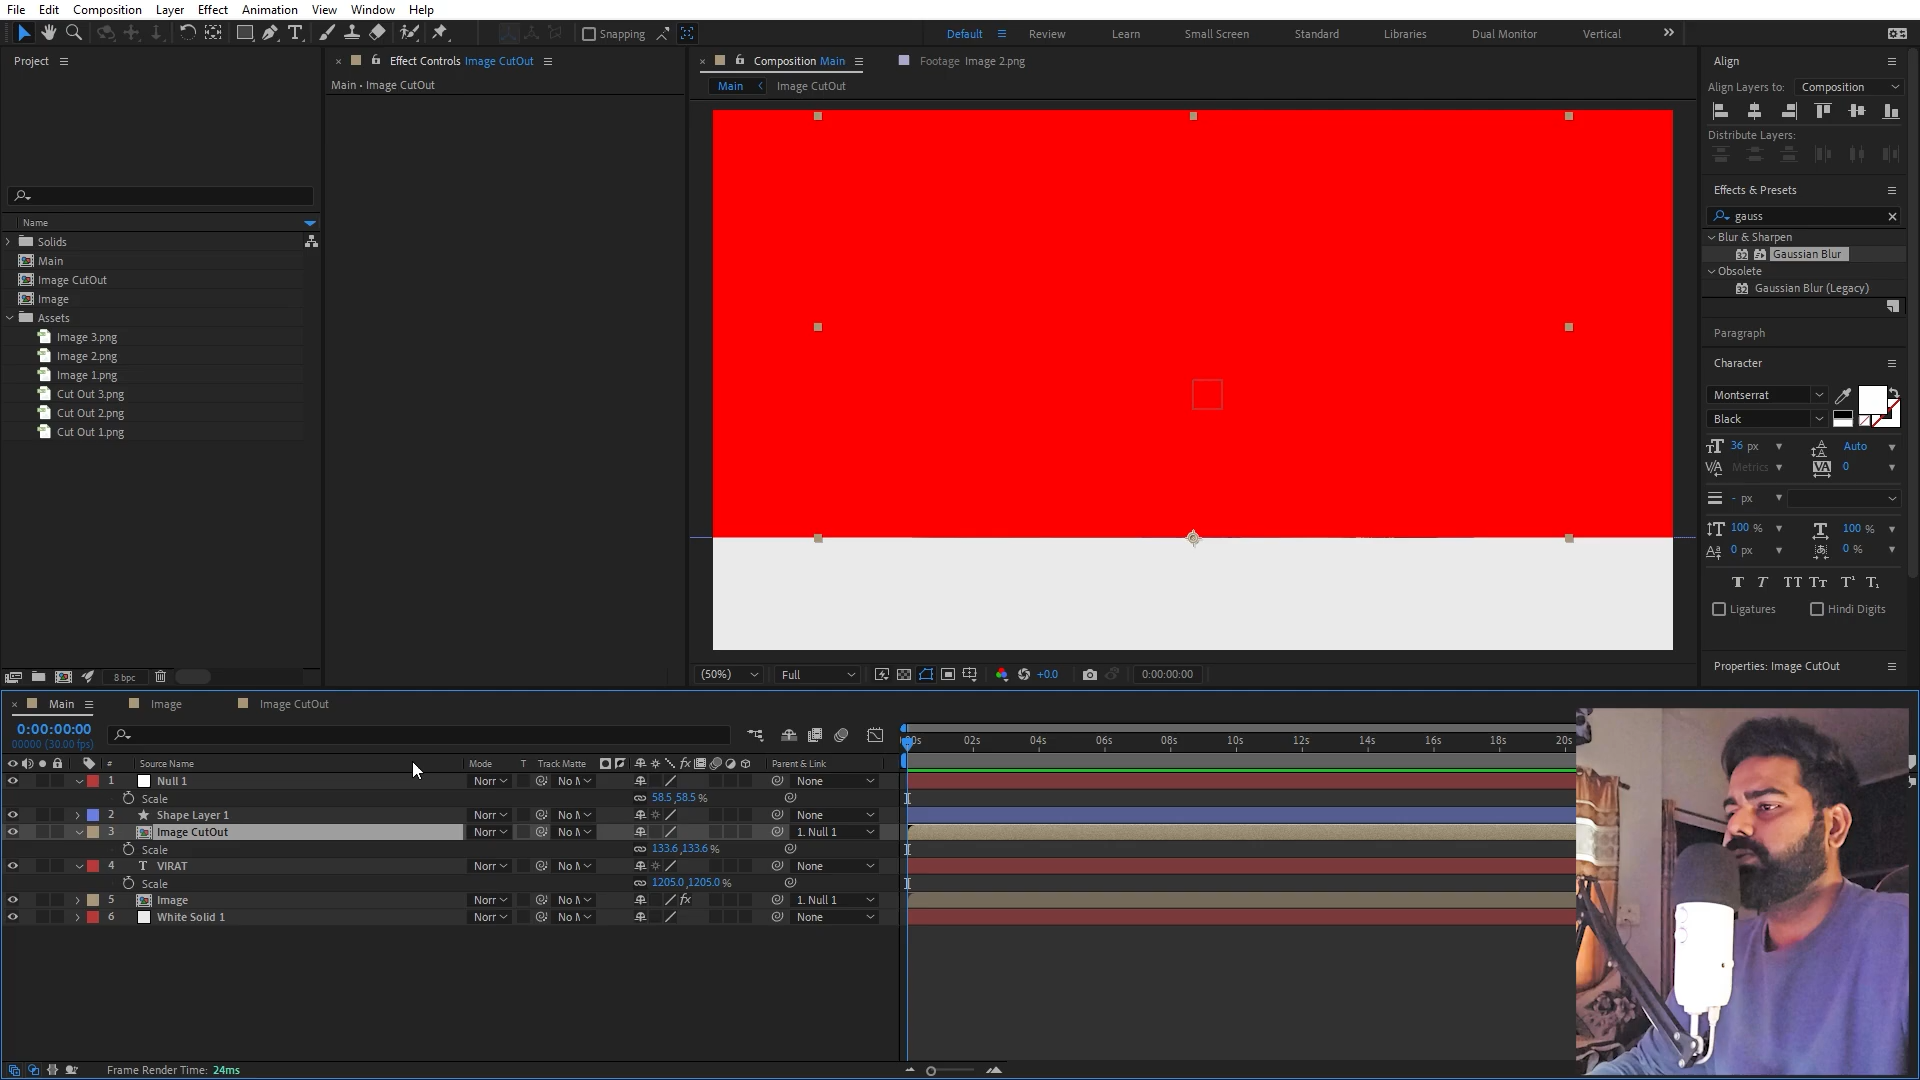 File Edit Composition Layer Effect Animation View Window Help
Snapping
Default Review Learn Small Screen Standard Libraries Dual Monitor Vertical
Project
Effect Controls Image CutOut
Main • Image CutOut
Composition Main
Footage Image 2.png
Main
Image CutOut
Align
Align Layers to: Composition
Distribute Layers:
Effects & Presets
gauss
Blur & Sharpen
Gaussian Blur
Obsolete
Gaussian Blur (Legacy)
Paragraph
Character
Montserrat
Black
36 px
Auto
Metrics
0
- px
100 %
100 %
0 px
0 %
Ligatures
Hindi Digits
Properties: Image CutOut
Name
Solids
Main
Image CutOut
Image
Assets
Image 3.png
Image 2.png
Image 1.png
Cut Out 3.png
Cut Out 2.png
Cut Out 1.png
8 bpc
(50%)
Full
+0.0
0:00:00:00
Main
Image
Image CutOut
0:00:00:00
00000 (30.00 fps)
02s 04s 06s 08s 10s 12s 14s 16s 18s 20s
# Source Name Mode T Track Matte Parent & Link
1 Null 1 Norr No None
Scale 58.5,58.5 %
2 Shape Layer 1 Norr No None
3 Image CutOut Norr No 1. Null 1
Scale 133.6,133.6 %
4 T VIRAT Norr No None
Scale 1205.0,1205.0 %
5 Image Norr No fx 1. Null 1
6 White Solid 1 Norr No None
Frame Render Time: 24ms